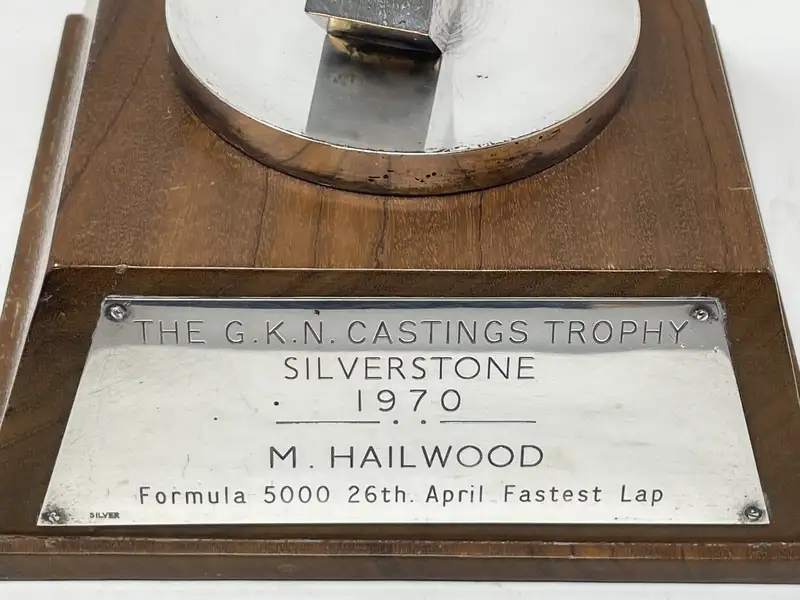 THE G.K.N. CASTINGS TROPHY
SILVERSTONE
1970
M. HAILWOOD
Formula 5000 26th. April Fastest Lap
SILVER